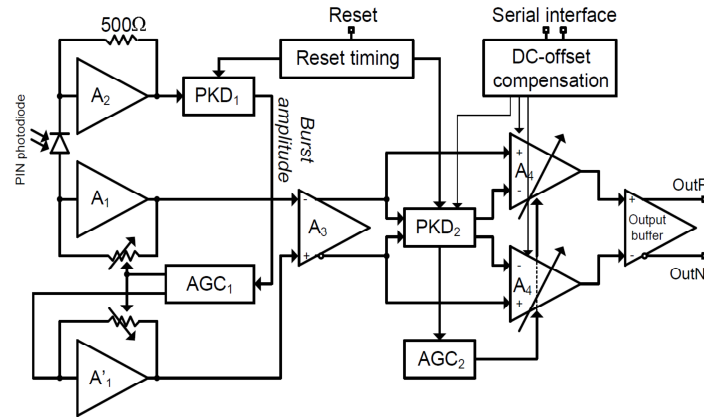 Reset
Serial interface
500Ω
Reset timing
DC-offset
compensation
A2
PKD1
Burst
amplitude
PIN photodiode
+
A4
-
A1
-
A3
+
PKD2
+
Output
buffer
-
OutP
OutN
-
A4
+
AGC1
AGC2
A'1